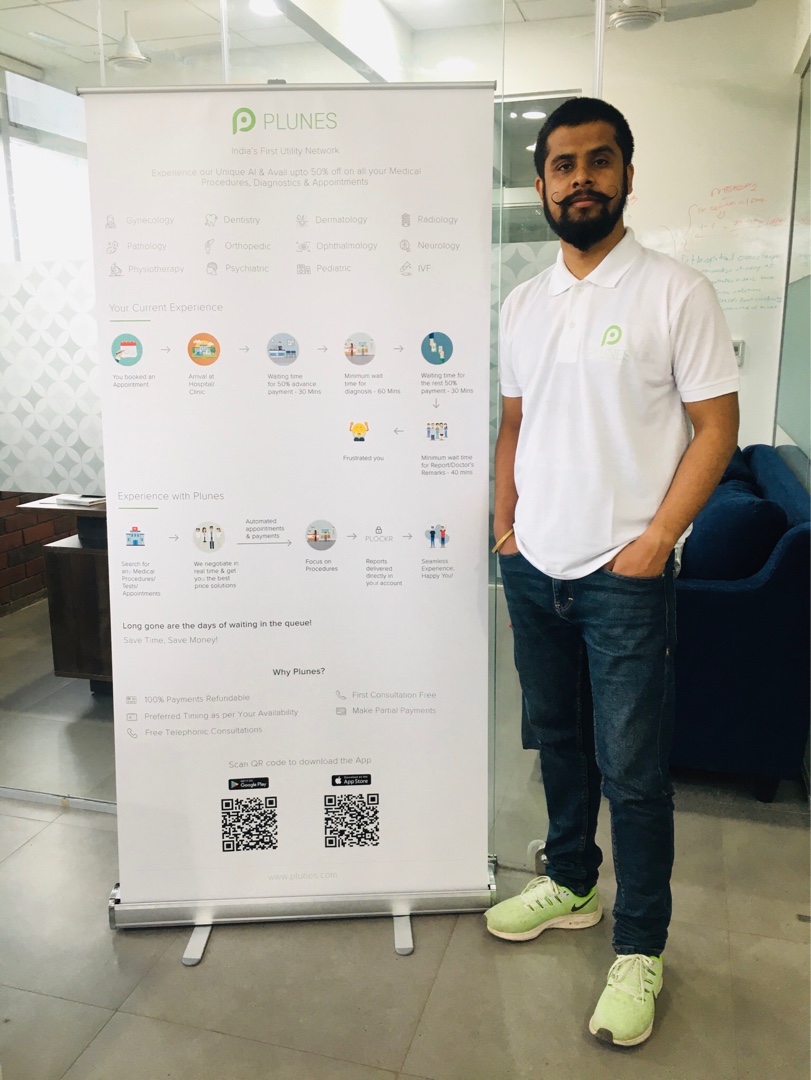 PLUNES
India's First Utility Network
Experience our Unique AI & Avail upto 50% off on all your Medical
Procedures, Diagnostics & Appointments
Gynecology
Dentistry
Dermatology
Radiology
Pathology
Orthopedic
Ophthalmology
Neurology
Physiotherapy
Psychiatric
Pediatric
IVF
Your Current Experience
You booked an
Appointment
Arrival at
Hospital
Clinic
Waiting time
for 50% advance
payment - 30 Mins
Minimum wait
time for
diagnosis - 60 Mins
Waiting time for
the rest 50%
payment - 30 Mins
Frustrated you
Minimum wait time
for Report/Doctor's
Remarks - 40 mins
Experience with Plunes
Search for
any Medical
Procedures/
Tests/
Appointments
We negotiate in
real time & get
you the best
price solutions
Automated
appointments
& payments
Focus on
Procedures
PLOCKR
Reports
delivered
directly in
your account
Seamless
Experience;
Happy You!
Long gone are the days of waiting in the queue!
Save Time, Save Money!
Why Plunes?
100% Payments Refundable
First Consultation Free
Preferred Timing as per Your Availability
Make Partial Payments
Free Telephonic Consultations
Scan QR code to download the App
Google Play
App Store
www.plunes.com
PLUNES